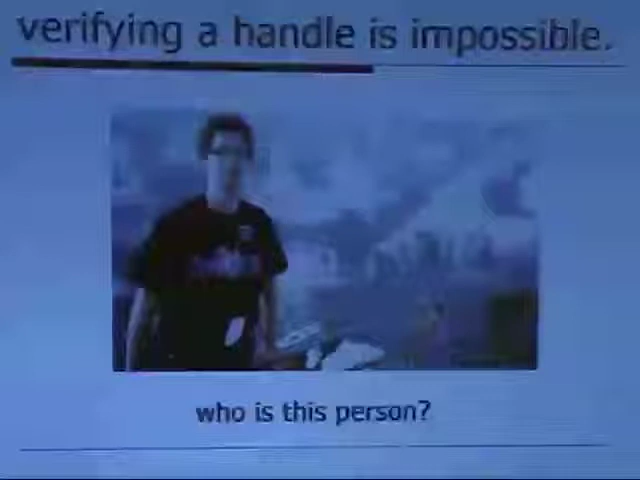 verifying a handle is impossible.
who is this person?